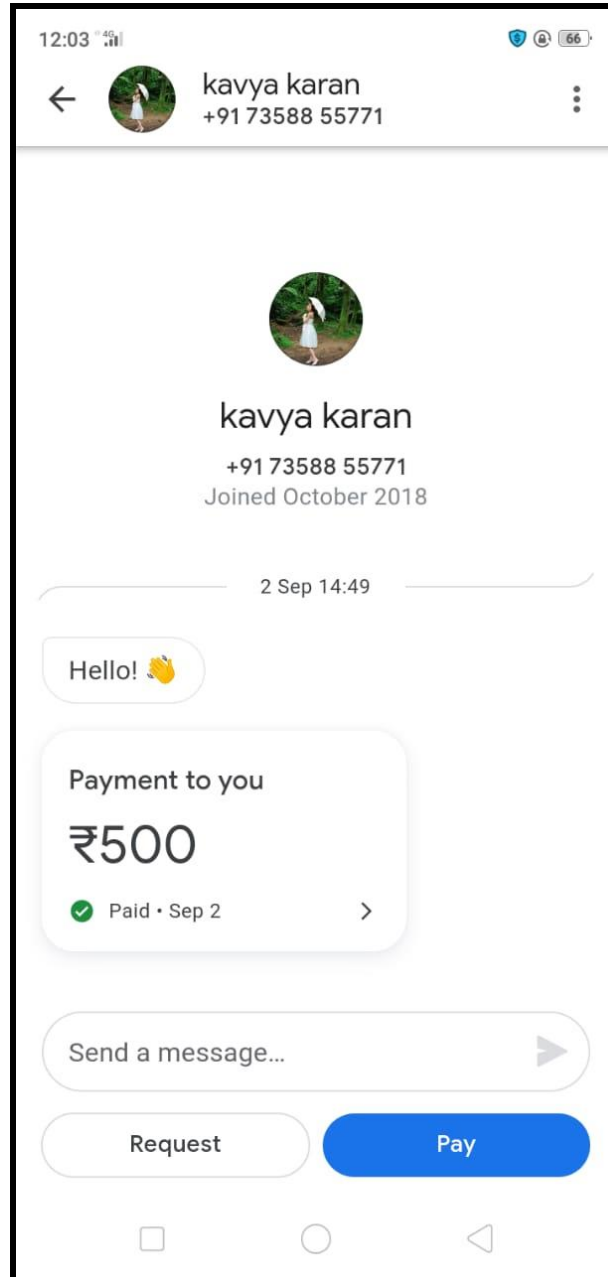 12:03 4G 66
kavya karan
+91 73588 55771
kavya karan
+91 73588 55771
Joined October 2018
2 Sep 14:49
Hello! 👋
Payment to you
₹500
Paid • Sep 2
Send a message...
Request Pay